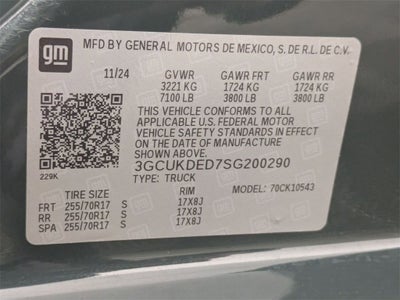 gm
MFD BY GENERAL MOTORS DE MEXICO, S. DE R.L. DE C.V.
11/24 GVWR GAWR FRT GAWR RR
3221 KG 1724 KG 1724 KG
7100 LB 3800 LB 3800 LB
THIS VEHICLE CONFORMS TO ALL
APPLICABLE U.S. FEDERAL MOTOR
VEHICLE SAFETY STANDARDS IN EFFECT
ON THE DATE OF MANUFACTURE
SHOWN ABOVE.
3GCUKDED7SG200290
229K TYPE: TRUCK 70CK10543
TIRE SIZE RIM
FRT 255/70R17 S 17X8J
RR 255/70R17 S 17X8J
SPA 255/70R17 S 17X8J